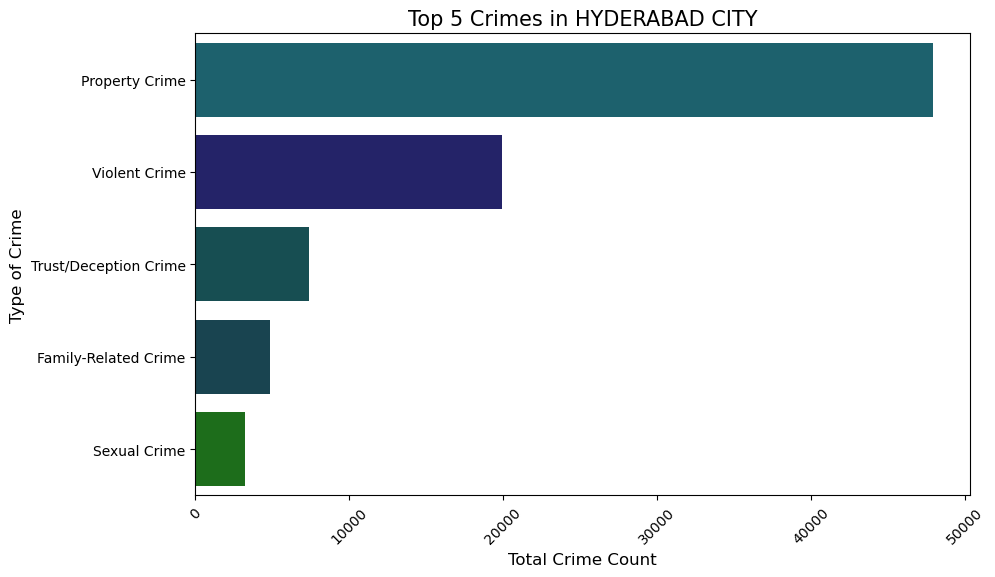 Top 5 Crimes in HYDERABAD CITY
Type of Crime
Property Crime
Violent Crime
Trust/Deception Crime
Family-Related Crime
Sexual Crime
0
10000
20000
30000
40000
50000
Total Crime Count